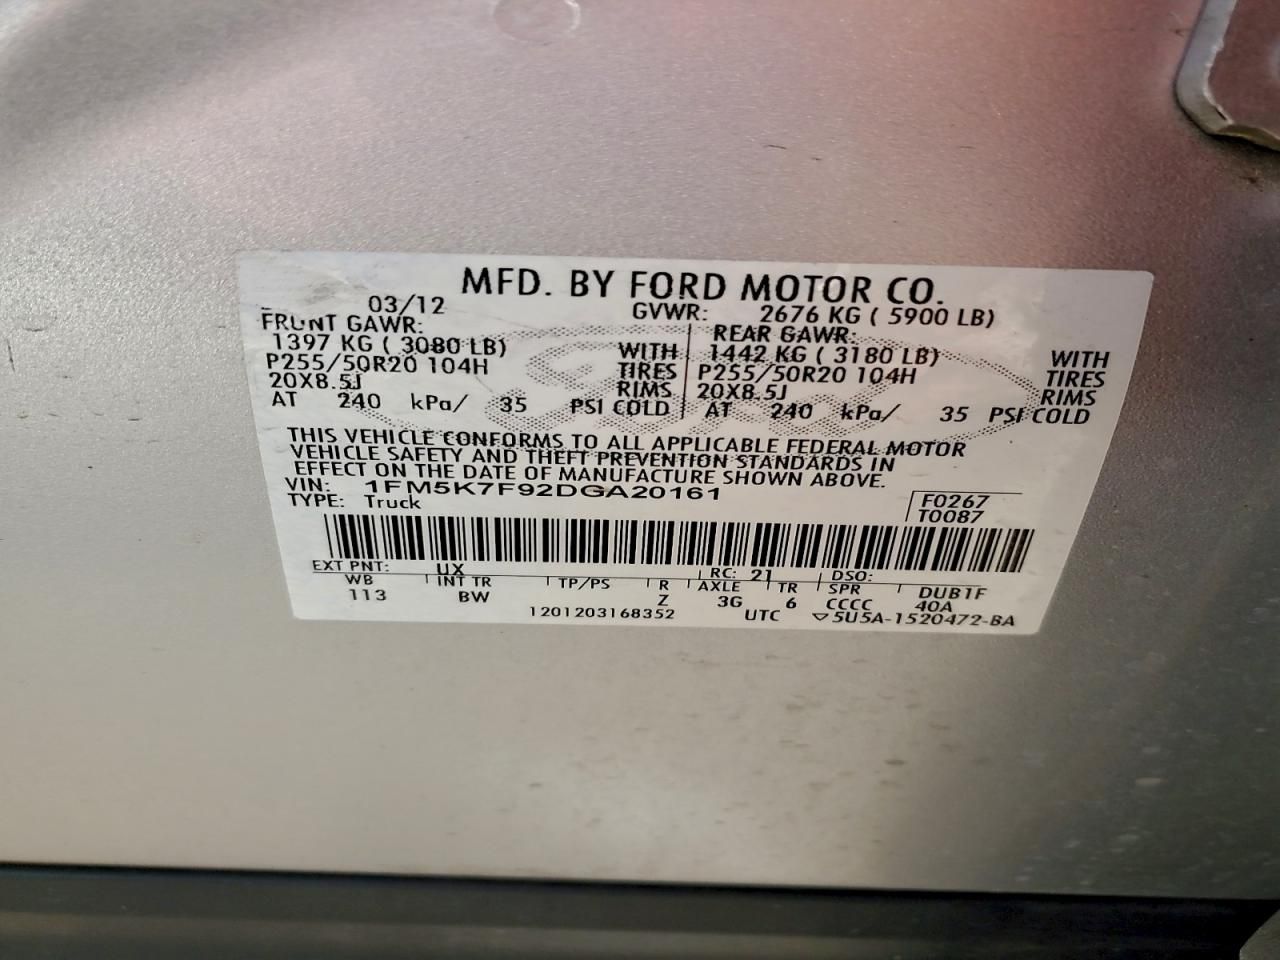 MFD. BY FORD MOTOR CO.
03/12 GVWR: 2676 KG ( 5900 LB)
FRONT GAWR: REAR GAWR:
1397 KG ( 3080 LB) WITH 1442 KG ( 3180 LB) WITH
P255/50R20 104H TIRES P255/50R20 104H TIRES
20X8.5J RIMS 20X8.5J RIMS
AT 240 kPa/ 35 PSI COLD AT 240 kPa/ 35 PSI COLD
THIS VEHICLE CONFORMS TO ALL APPLICABLE FEDERAL MOTOR
VEHICLE SAFETY AND THEFT PREVENTION STANDARDS IN
EFFECT ON THE DATE OF MANUFACTURE SHOWN ABOVE.
VIN: 1FM5K7F92DGA20161
TYPE: Truck
F0267
T0087
EXT PNT: UX RC: 21 DSO:
WB INT TR TP/PS R AXLE TR SPR DUB1F
113 BW Z 3G 6 CCCC 40A
1201203168352 UTC ▽5U5A-1520472-BA